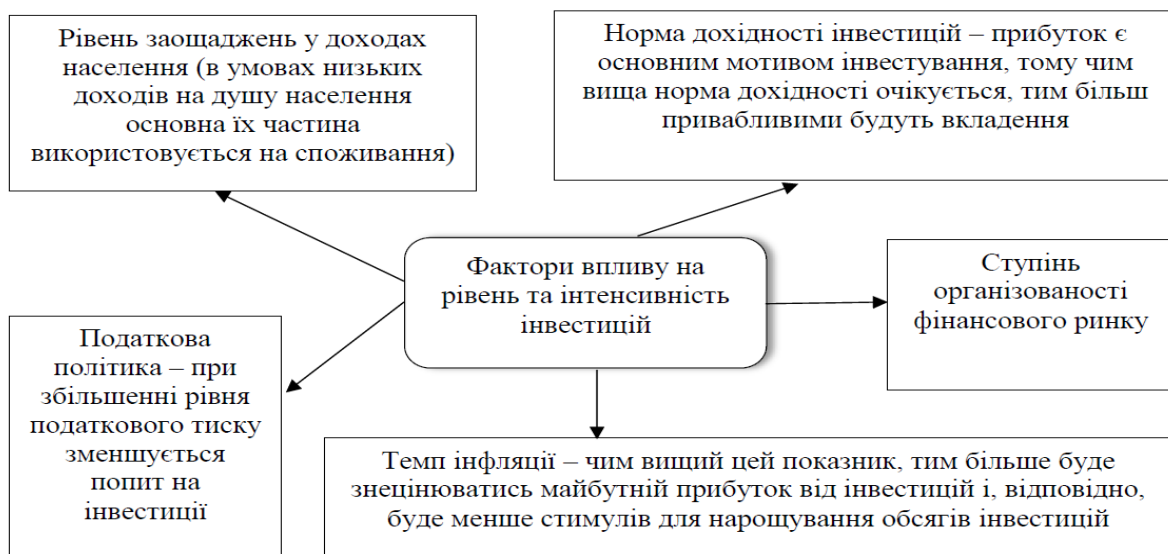 Рівень заощаджень у доходах
населення (в умовах низьких
доходів на душу населення
основна їх частина
використовується на споживання)
Норма дохідності інвестицій – прибуток є
основним мотивом інвестування, тому чим
вища норма дохідності очікується, тим більш
привабливими будуть вкладення
Фактори впливу на
рівень та інтенсивність
інвестицій
Ступінь
організованості
фінансового ринку
Податкова
політика – при
збільшенні рівня
податкового тиску
зменшується
попит на
інвестиції
Темп інфляції – чим вищий цей показник, тим більше буде
знецінюватись майбутній прибуток від інвестицій і, відповідно,
буде менше стимулів для нарощування обсягів інвестицій